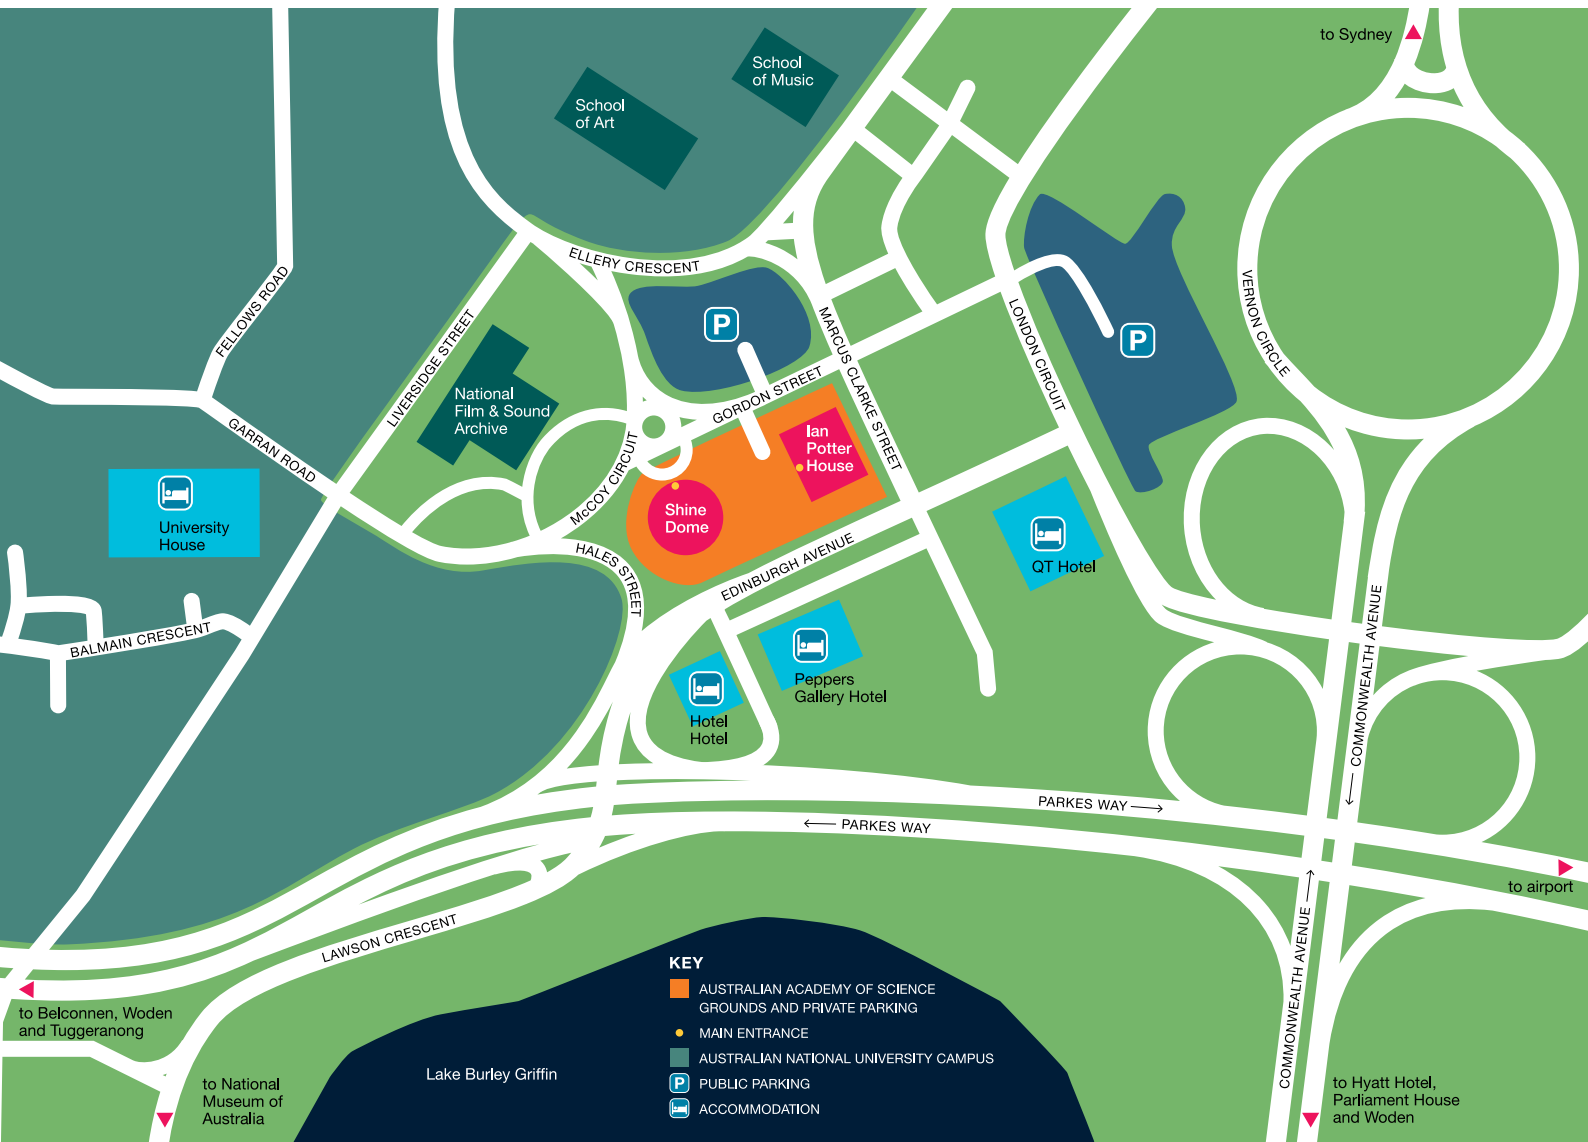 to Sydney
School
of Music
School
of Art
ELLERY CRESCENT
FELLOWS ROAD
LIVERSIDGE STREET
P
MARCUS CLARKE STREET
LONDON CIRCUIT
P
VERNON CIRCLE
National
Film & Sound
Archive
GORDON STREET
GARRAN ROAD
McCOY CIRCUIT
Ian
Potter
House
Shine
Dome
University
House
HALES STREET
EDINBURGH AVENUE
QT Hotel
BALMAIN CRESCENT
Peppers
Gallery Hotel
Hotel
Hotel
COMMONWEALTH AVENUE
PARKES WAY
PARKES WAY
to airport
LAWSON CRESCENT
COMMONWEALTH AVENUE
to Belconnen, Woden
and Tuggeranong
to National
Museum of
Australia
Lake Burley Griffin
KEY
AUSTRALIAN ACADEMY OF SCIENCE
GROUNDS AND PRIVATE PARKING
MAIN ENTRANCE
AUSTRALIAN NATIONAL UNIVERSITY CAMPUS
P PUBLIC PARKING
ACCOMMODATION
to Hyatt Hotel,
Parliament House
and Woden